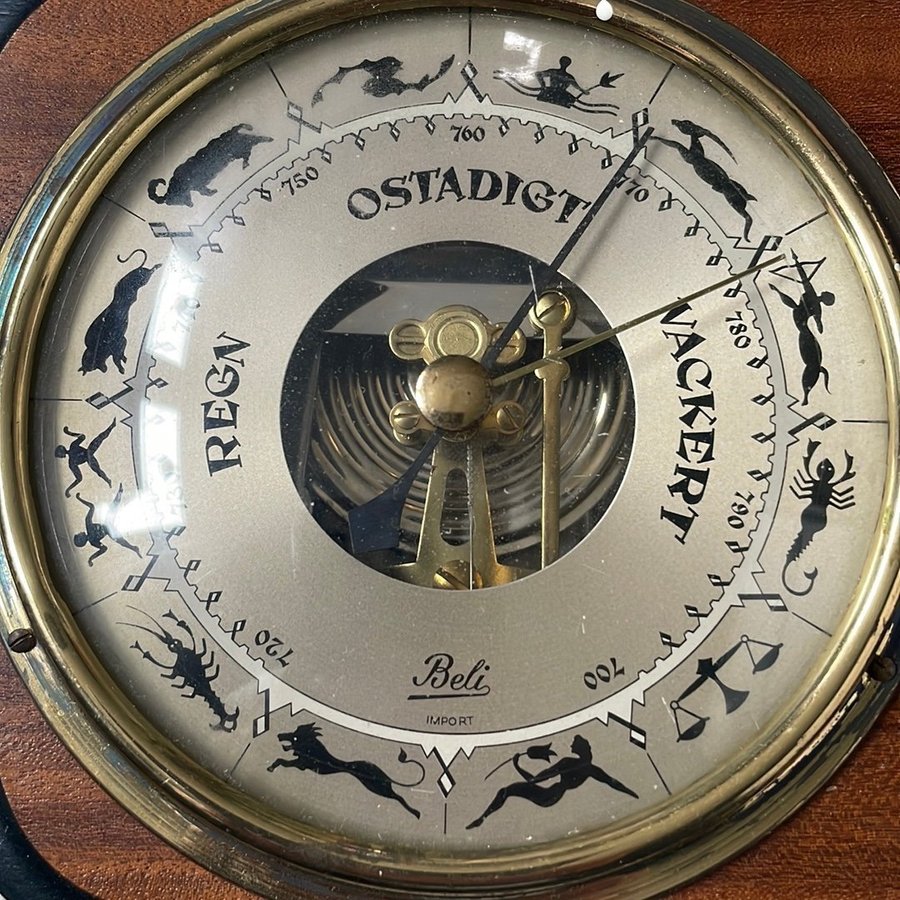 OSTADIGT
REGN
VACKERT
720
750
760
770
780
790
700
Beli
IMPORT